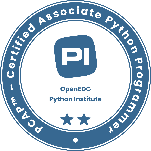 PCAP™ – Certified Associate Python Programmer
PI
OpenEDG
Python Institute